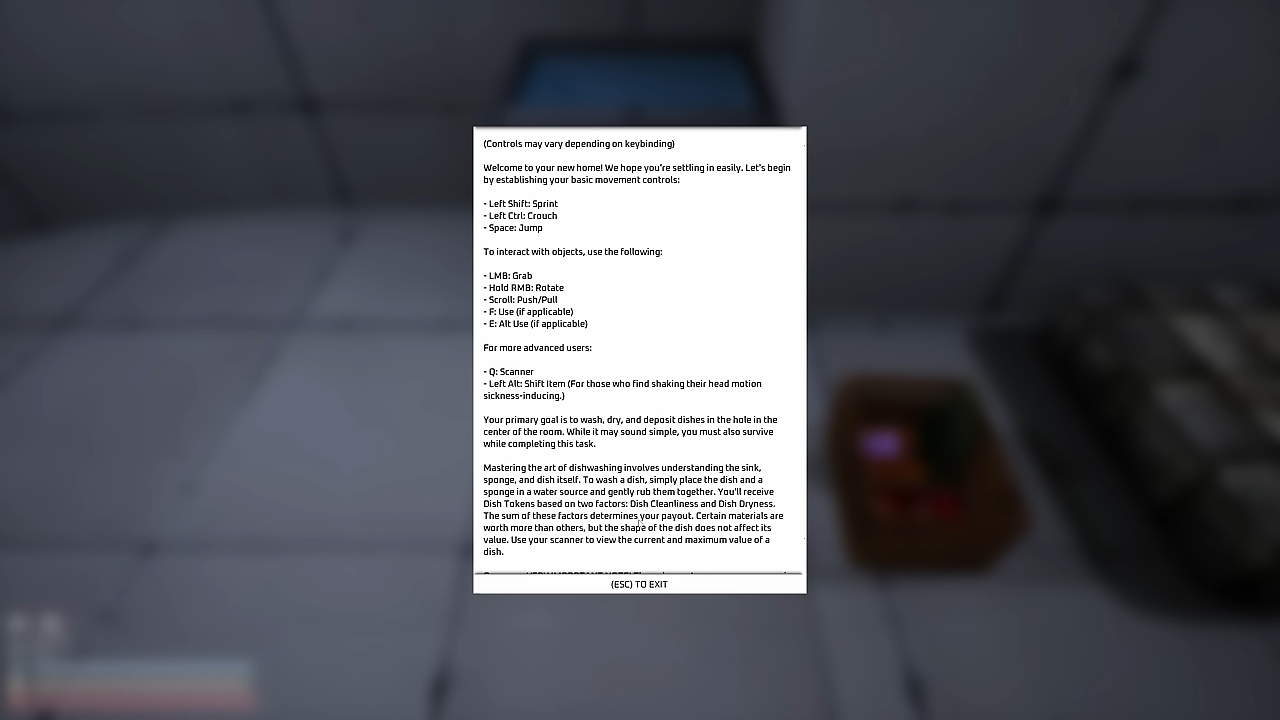 (Controls may vary depending on keybinding)
Welcome to your new home! We hope you're settling in easily. Let's begin
by establishing your basic movement controls:
- Left Shift: Sprint
- Left Ctrl: Crouch
- Space: Jump
To interact with objects, use the following:
- LMB: Grab
- Hold RMB: Rotate
- Scroll: Push/Pull
- F: Use (if applicable)
- E: Alt Use (if applicable)
For more advanced users:
- Q: Scanner
- Left Alt: Shift Item (For those who find shaking their head motion
sickness-inducing.)
Your primary goal is to wash, dry, and deposit dishes in the hole in the
center of the room. While it may sound simple, you must also survive
while completing this task.
Mastering the art of dishwashing involves understanding the sink,
sponge, and dish itself. To wash a dish, simply place the dish and a
sponge in a water source and gently rub them together. You'll receive
Dish Tokens based on two factors: Dish Cleanliness and Dish Dryness.
The sum of these factors determines your payout. Certain materials are
worth more than others, but the shape of the dish does not affect its
value. Use your scanner to view the current and maximum value of a
dish.
(ESC) TO EXIT